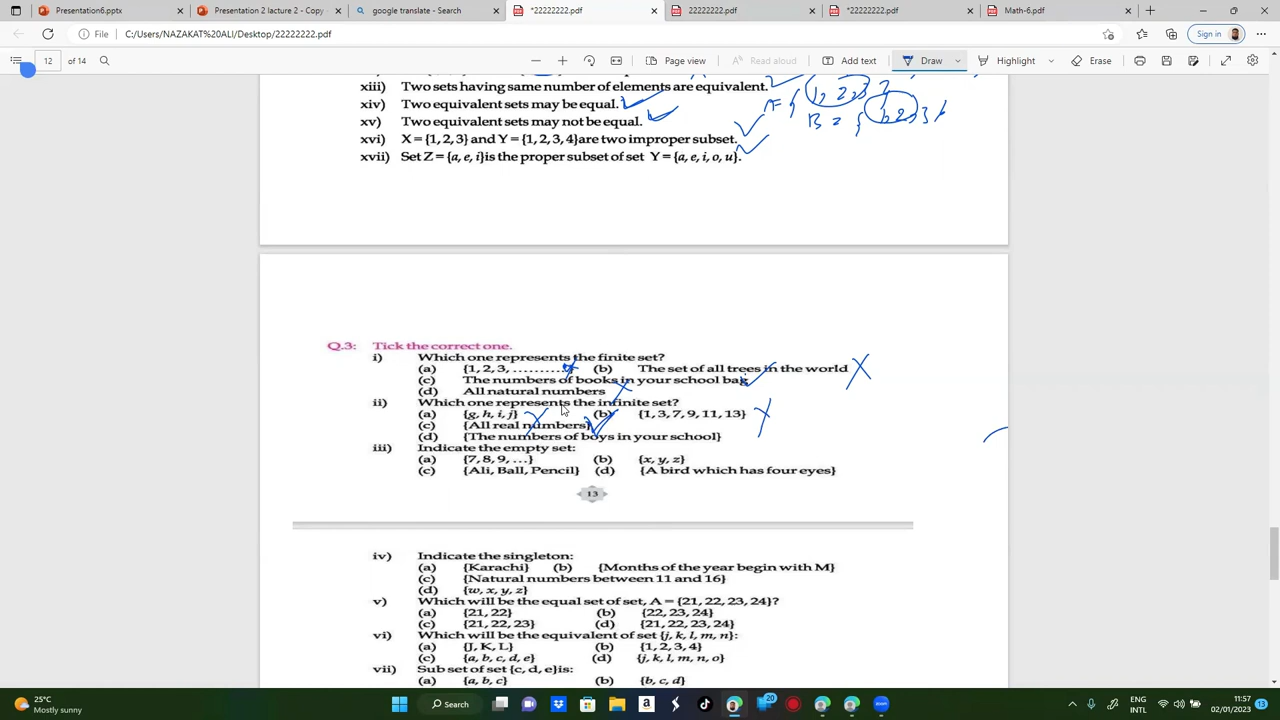 Presentation6.pptx
Presentation 2 lecture 2 - Copy
google translate - Search
*22222222.pdf
22222222.pdf
*22222222.pdf
Math-6.pdf
File
C:/Users/NAZAKAT%20ALI/Desktop/22222222.pdf
Sign in
12 of 14
Page view
Read aloud
Add text
Draw
Highlight
Erase
xiii) Two sets having same number of elements are equivalent.
xiv) Two equivalent sets may be equal.
xv) Two equivalent sets may not be equal.
xvi) X = {1, 2, 3} and Y = {1, 2, 3, 4}are two improper subset.
xvii) Set Z = {a, e, i}is the proper subset of set Y = {a, e, i, o, u}.
Q.3: Tick the correct one.
i) Which one represents the finite set?
(a) {1, 2, 3, ............ (b) The set of all trees in the world
(c) The numbers of books in your school bag
(d) All natural numbers
ii) Which one represents the infinite set?
(a) {g, h, i, j} (b) {1, 3, 7, 9, 11, 13}
(c) {All real numbers}
(d) {The numbers of boys in your school}
iii) Indicate the empty set:
(a) {7, 8, 9, ...} (b) {x, y, z}
(c) {Ali, Ball, Pencil} (d) {A bird which has four eyes}
13
iv) Indicate the singleton:
(a) {Karachi} (b) {Months of the year begin with M}
(c) {Natural numbers between 11 and 16}
(d) {w, x, y, z}
v) Which will be the equal set of set, A = {21, 22, 23, 24}?
(a) {21, 22} (b) {22, 23, 24}
(c) {21, 22, 23} (d) {21, 22, 23, 24}
vi) Which will be the equivalent of set {j, k, l, m, n}:
(a) {J, K, L} (b) {1, 2, 3, 4}
(c) {a, b, c, d, e} (d) {j, k, l, m, n, o}
vii) Sub set of set {c, d, e}is:
(a) {a, b, c} (b) {b, c, d}
25°C
Mostly sunny
Search
20
ENG
INTL
11:57
02/01/2023
13